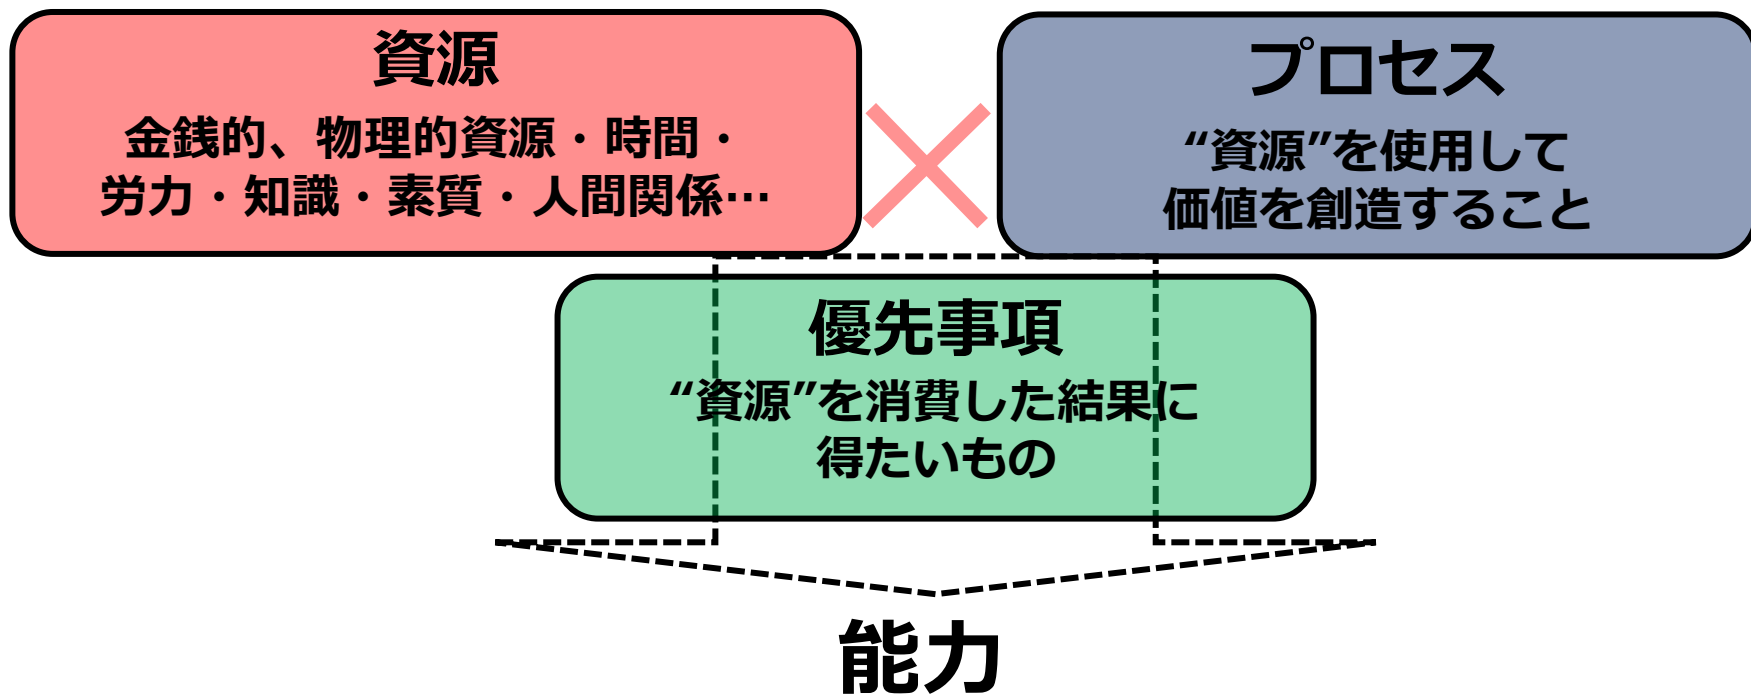 資源
金銭的、物理的資源・時間・
労力・知識・素質・人間関係…
プロセス
“資源”を使用して
価値を創造すること
優先事項
“資源”を消費した結果に
得たいもの
能力